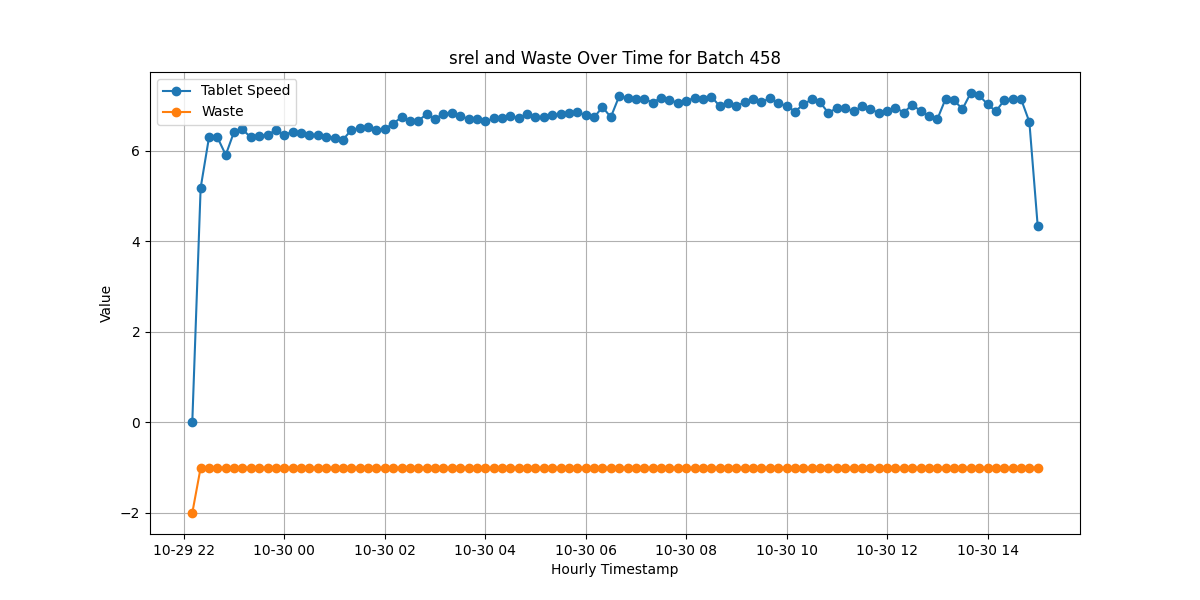 srel and Waste Over Time for Batch 458
Tablet Speed
Waste
Value
6
4
2
0
−2
10-29 22 10-30 00 10-30 02 10-30 04 10-30 06 10-30 08 10-30 10 10-30 12 10-30 14
Hourly Timestamp